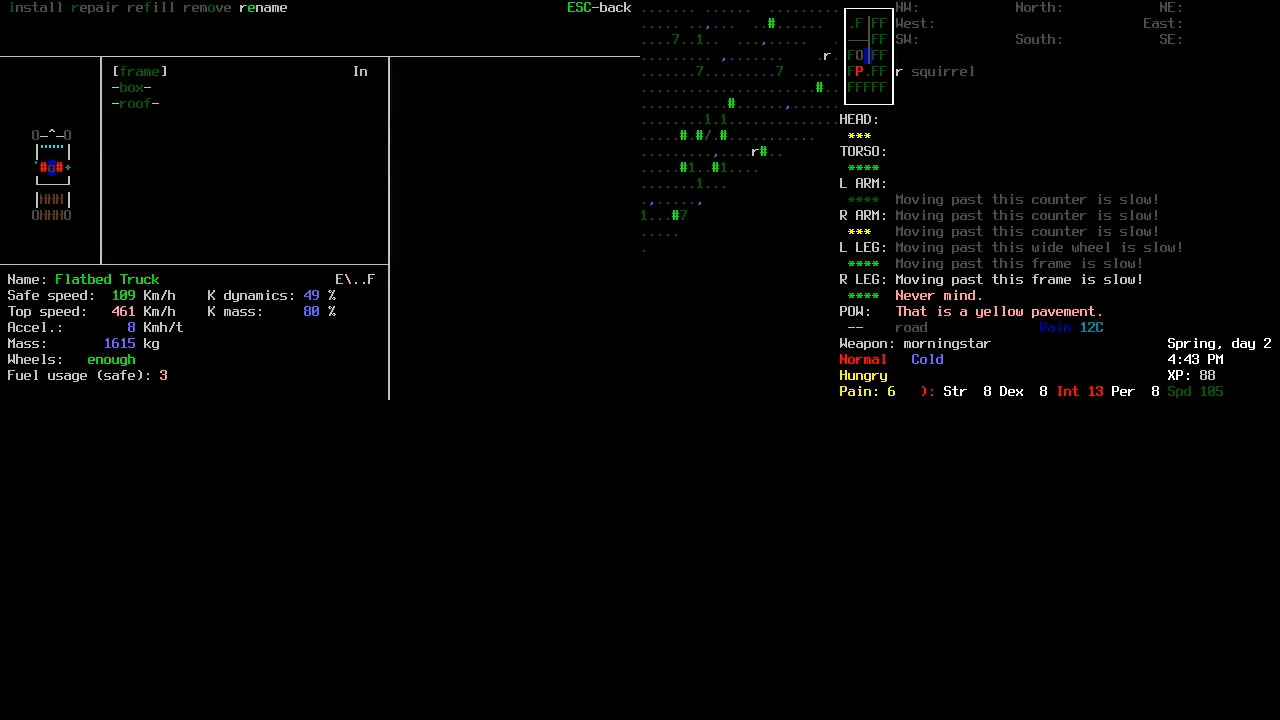 install repair refill remove rename ESC-back
[frame] In
-box-
-roof-
Name: Flatbed Truck E\..F
Safe speed: 109 Km/h K dynamics: 49 %
Top speed: 461 Km/h K mass: 80 %
Accel.: 8 Kmh/t
Mass: 1615 kg
Wheels: enough
Fuel usage (safe): 3
NW: North: NE:
West: East:
SW: South: SE:
r squirrel
HEAD:
***
TORSO:
****
L ARM:
**** Moving past this counter is slow!
R ARM: Moving past this counter is slow!
*** Moving past this counter is slow!
L LEG: Moving past this wide wheel is slow!
**** Moving past this frame is slow!
R LEG: Moving past this frame is slow!
**** Never mind.
POW: That is a yellow pavement.
-- road Rain 12C
Weapon: morningstar Spring, day 2
Normal Cold 4:43 PM
Hungry XP: 88
Pain: 6 ): Str 8 Dex 8 Int 13 Per 8 Spd 105